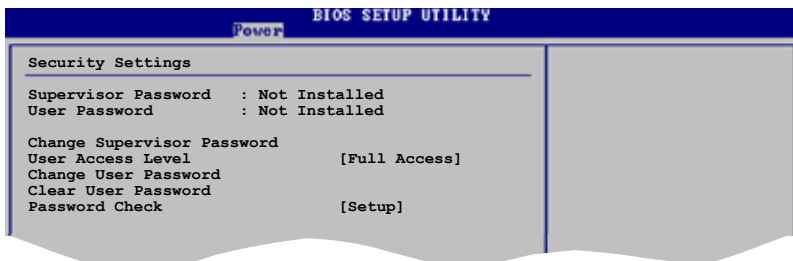 BIOS SETUP UTILITY
Power
Security Settings
Supervisor Password : Not Installed
User Password : Not Installed
Change Supervisor Password
User Access Level [Full Access]
Change User Password
Clear User Password
Password Check [Setup]